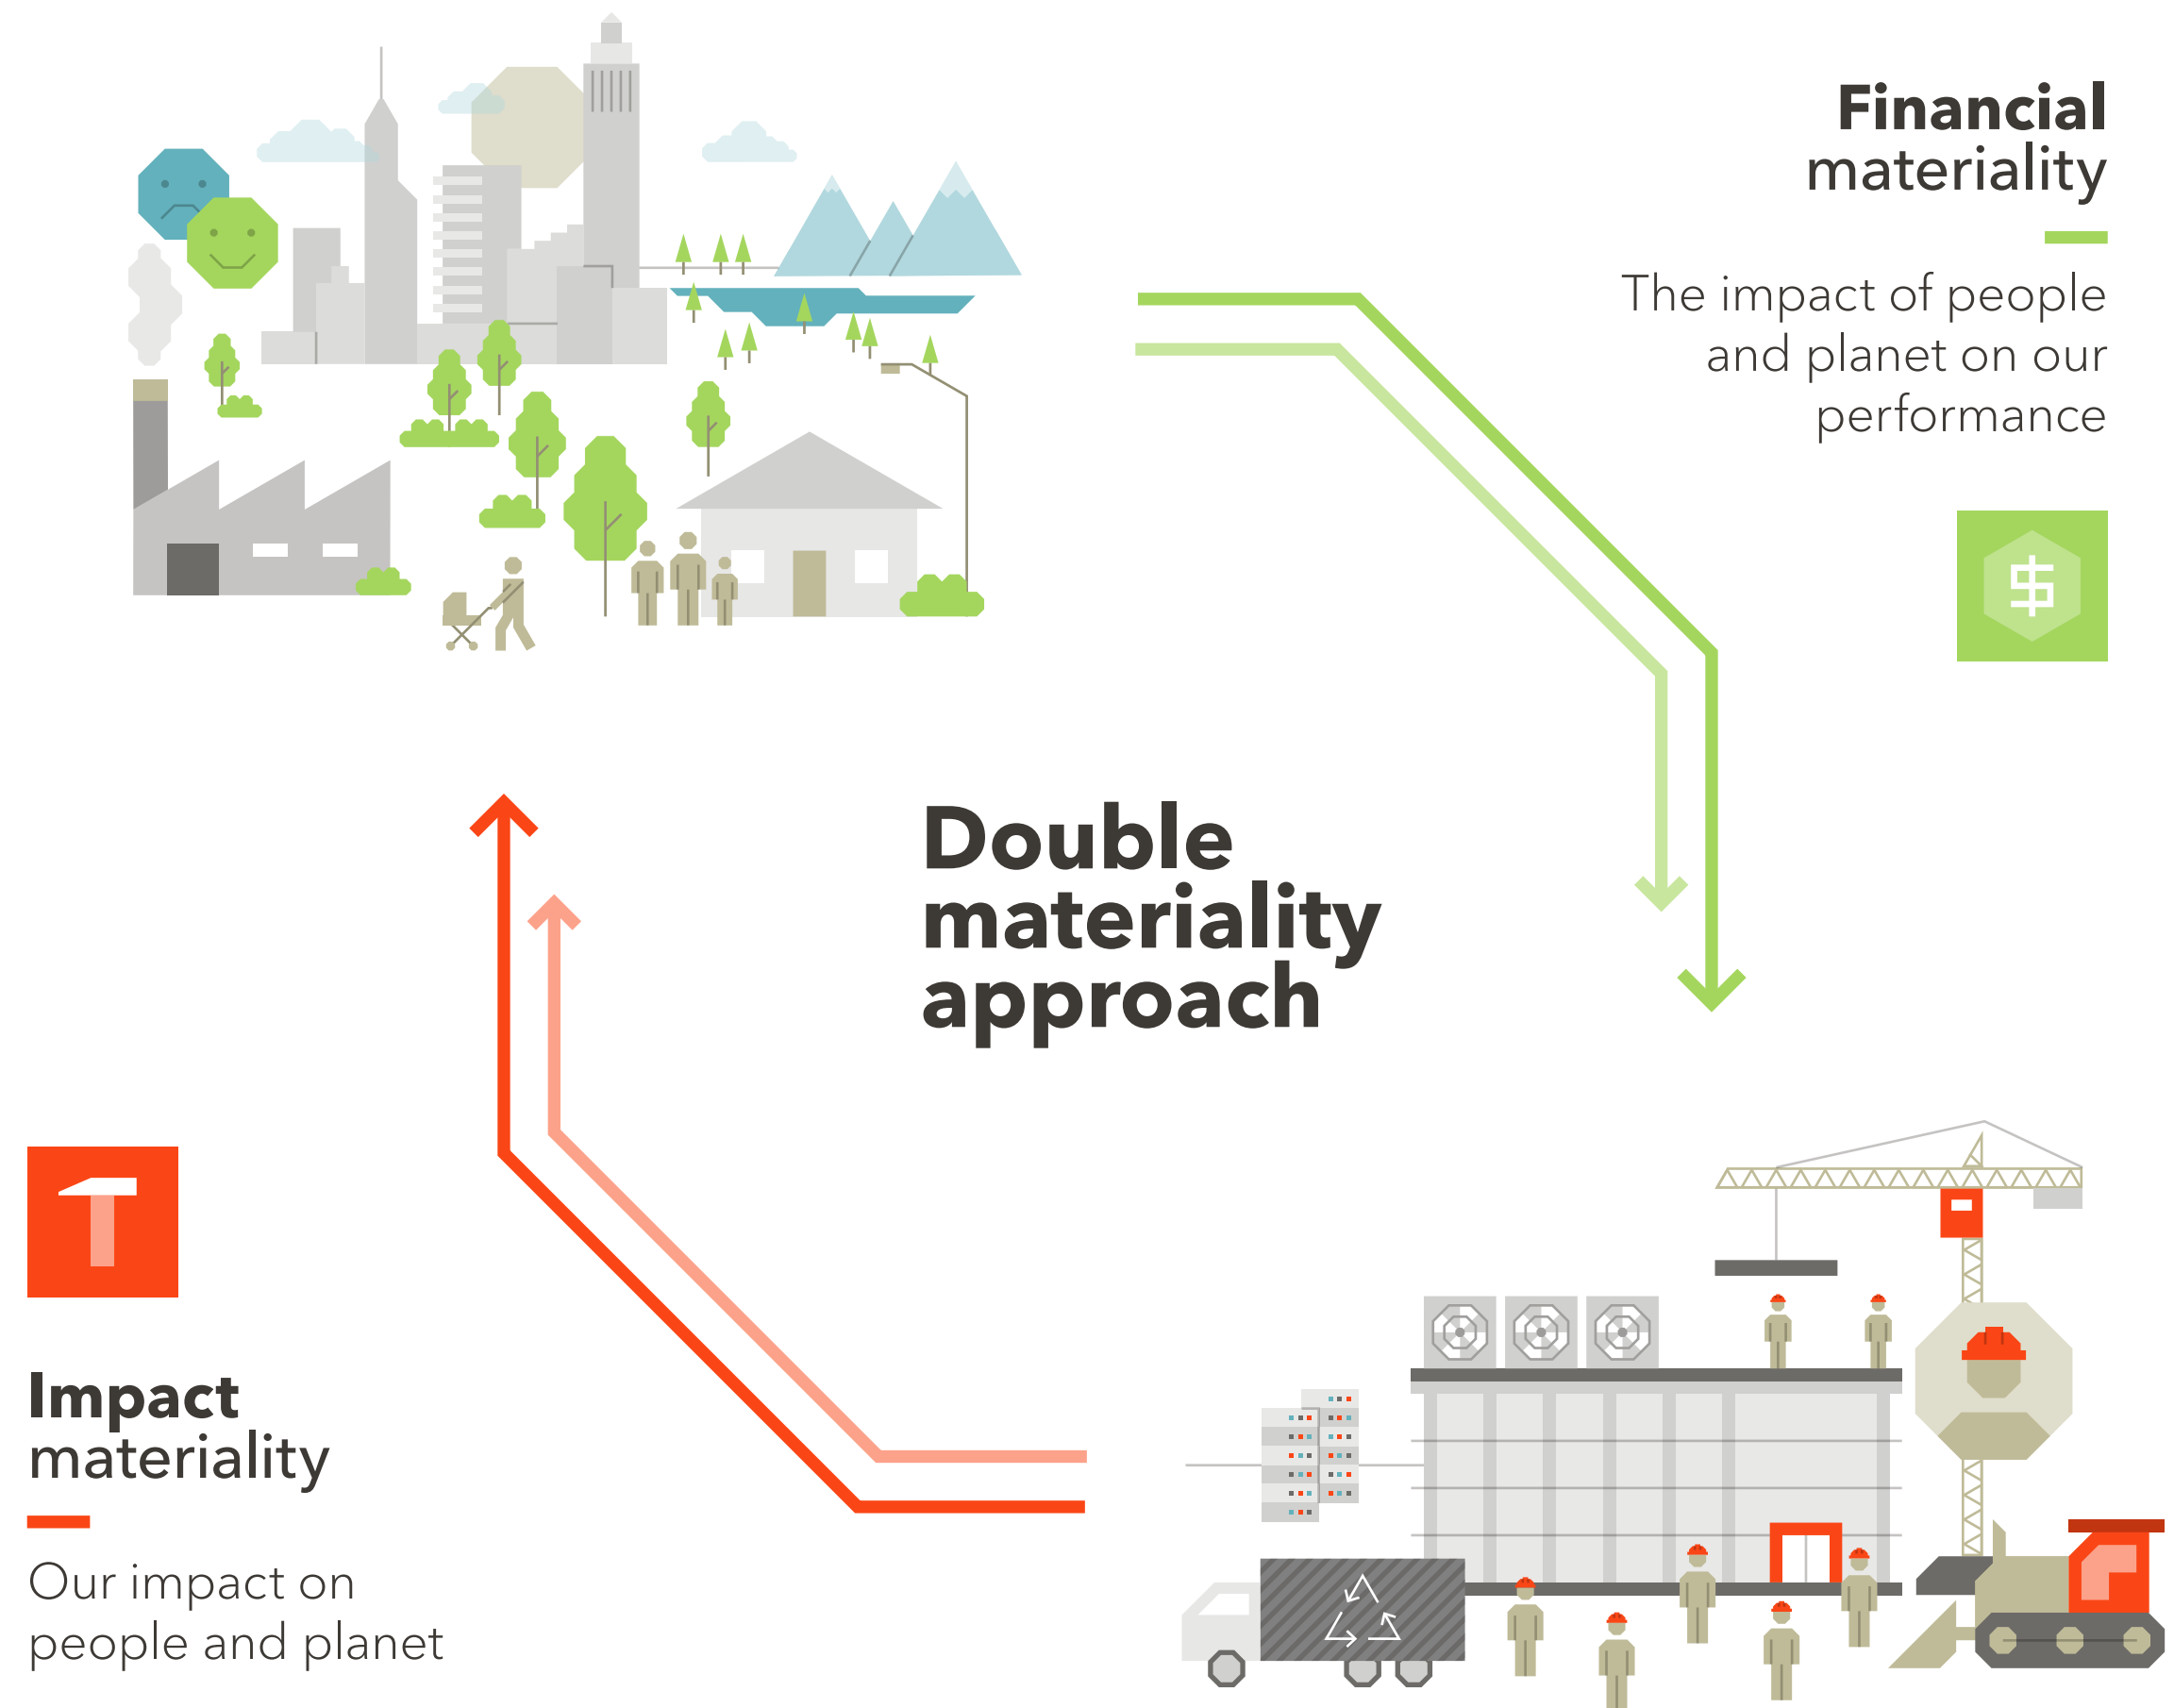 Financial
materiality
The impact of people
and planet on our
performance
$
Double
materiality
approach
Impact
materiality
Our impact on
people and planet